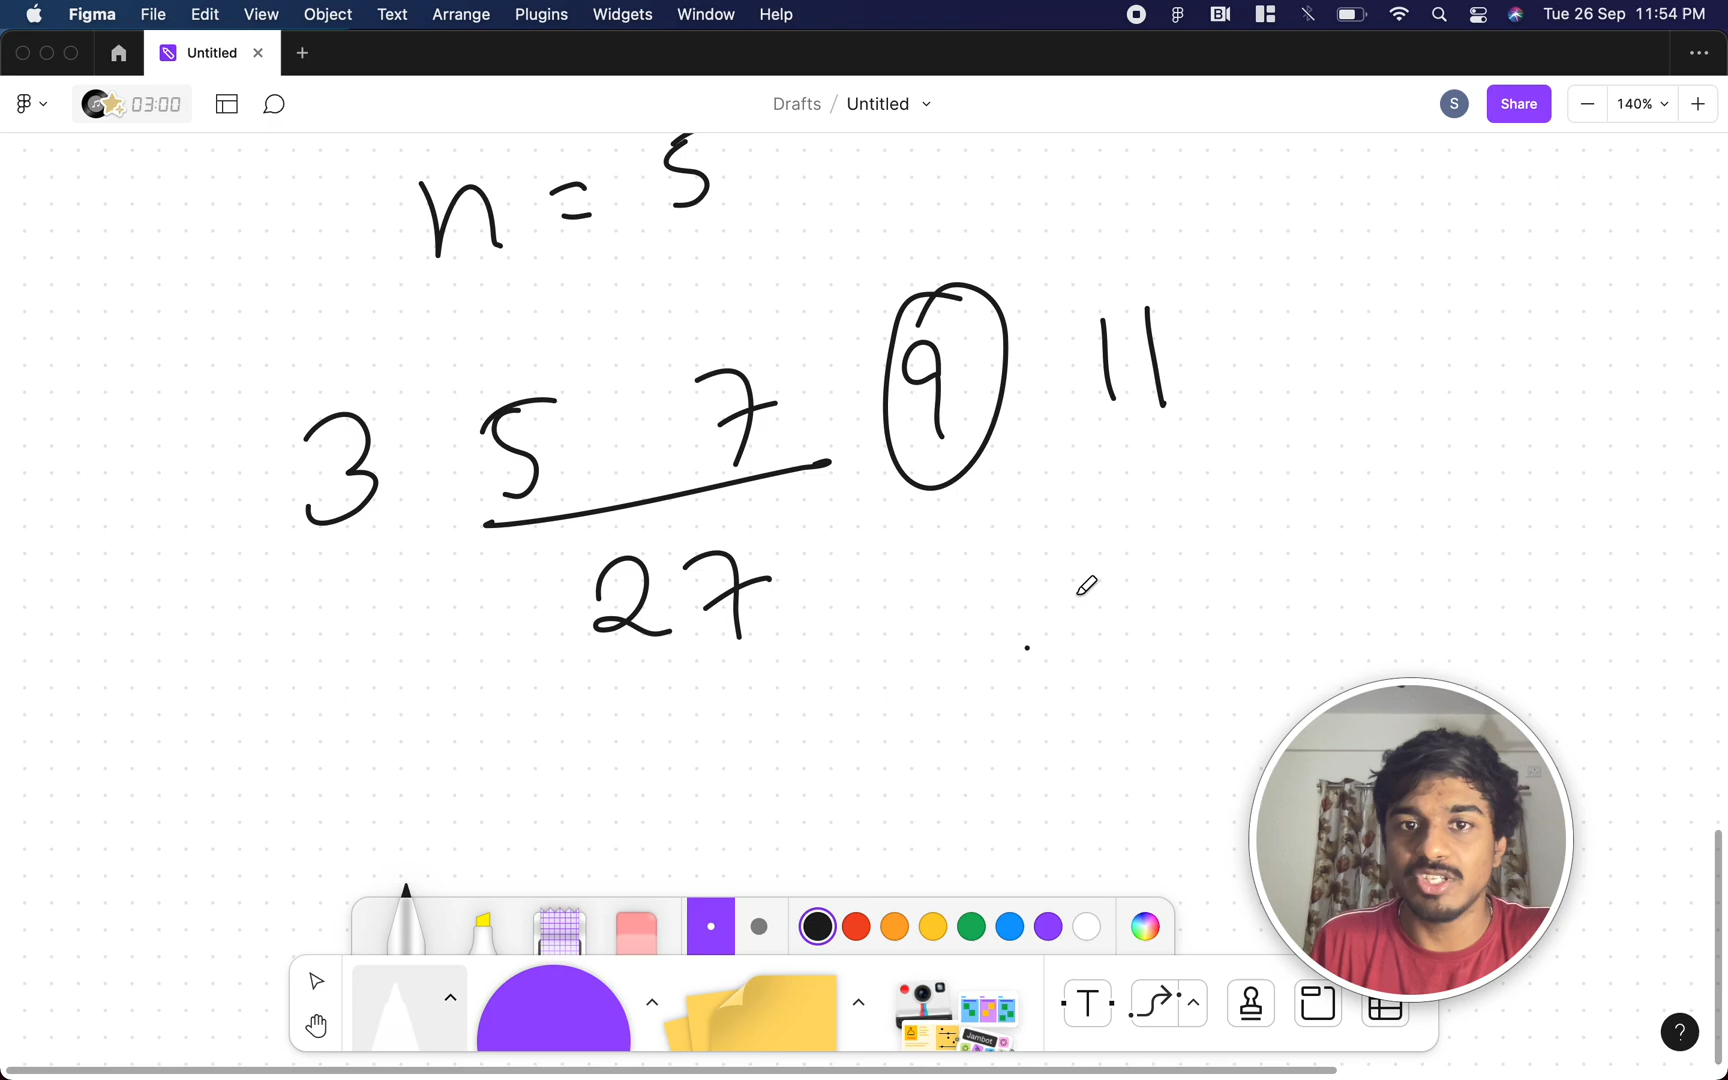 Figma File Edit View Object Text Arrange Plugins Widgets Window Help Tue 26 Sep 11:54 PM
Untitled
03:00 Drafts / Untitled S Share 140%
n = 5
3 5 7 9 11
27
T
Jambot
?